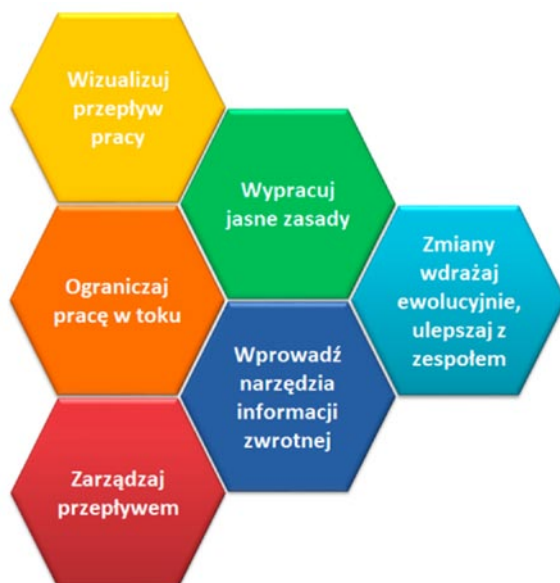 Wizualizuj
przepływ
pracy
Wypracuj
jasne zasady
Ograniczaj
pracę w toku
Zmiany
wdrażaj
ewolucyjnie,
ulepszaj z
zespołem
Wprowadź
narzędzia
informacji
zwrotnej
Zarządzaj
przepływem